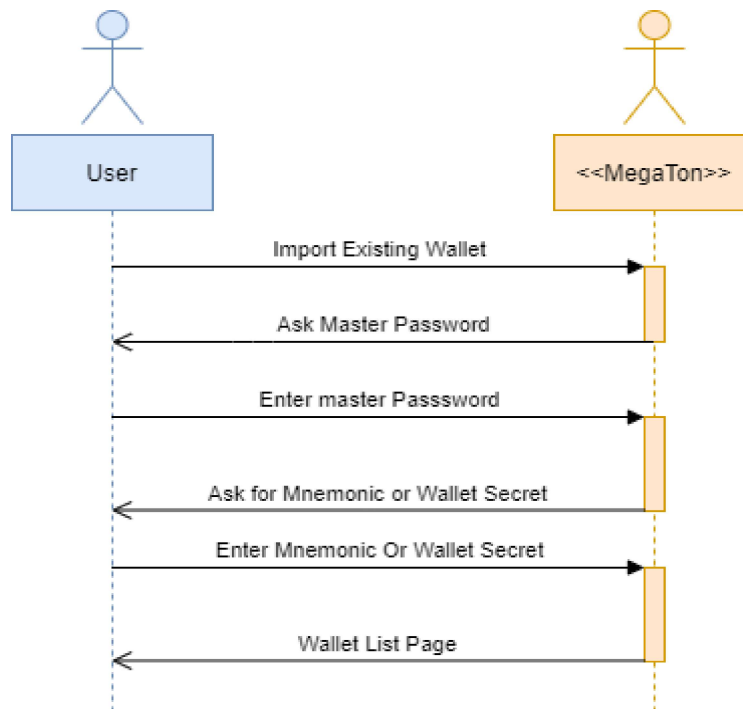 User
<<MegaTon>>
Import Existing Wallet
Ask Master Password
Enter master Passsword
Ask for Mnemonic or Wallet Secret
Enter Mnemonic Or Wallet Secret
Wallet List Page